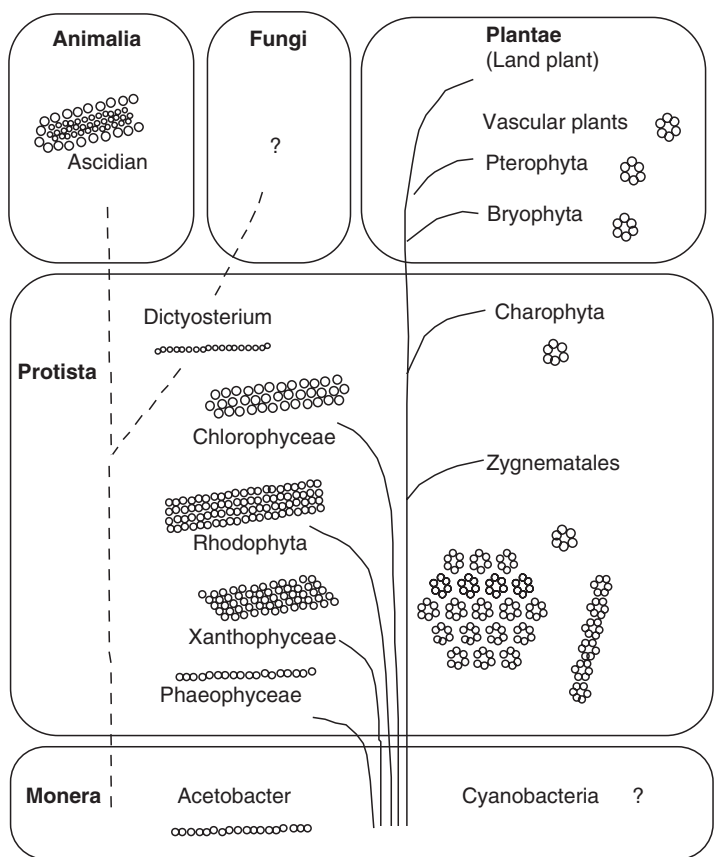 Animalia
Ascidian
Fungi
?
Plantae
(Land plant)
Vascular plants
Pterophyta
Bryophyta
Protista
Dictyosterium
Chlorophyceae
Rhodophyta
Xanthophyceae
Phaeophyceae
Charophyta
Zygnematales
Monera
Acetobacter
Cyanobacteria ?